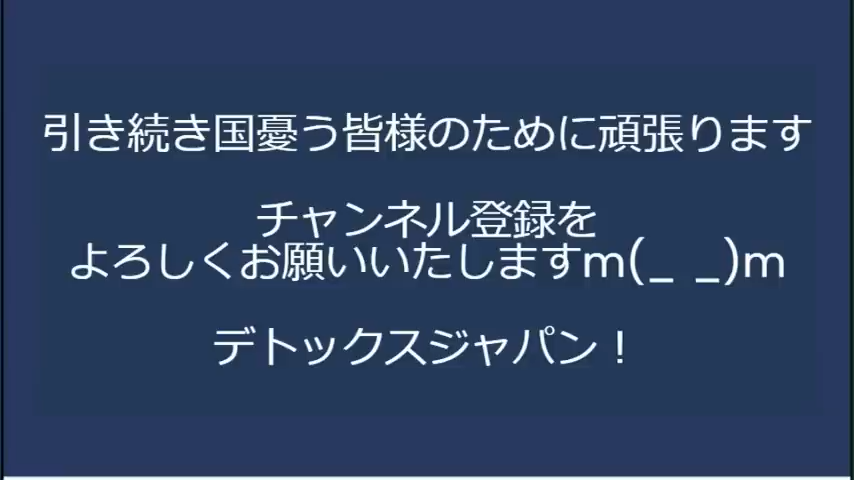 引き続き国憂う皆様のために頑張ります
チャンネル登録を
よろしくお願いいたしますm(_ _)m
デトックスジャパン！